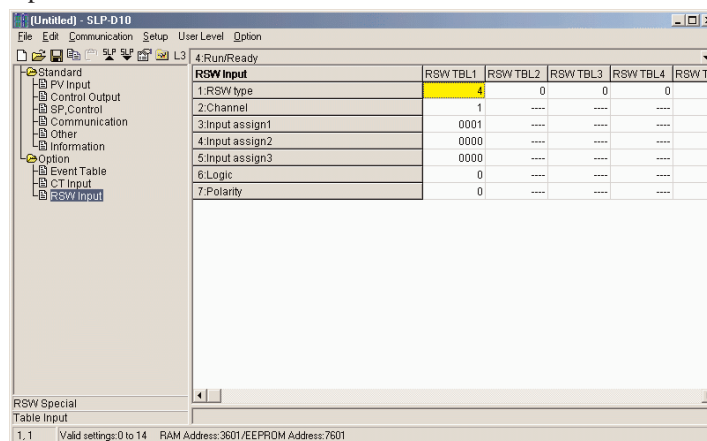 (Untitled) - SLP-D10
File Edit Communication Setup User Level Option
L3 4:Run/Ready
Standard
PV Input
Control Output
SP,Control
Communication
Other
Information
Option
Event Table
CT Input
RSW Input
RSW Input RSW TBL1 RSW TBL2 RSW TBL3 RSW TBL4 RSW T
1:RSW type 4 0 0 0
2:Channel 1 ---- ---- ----
3:Input assign1 0001 ---- ---- ----
4:Input assign2 0000 ---- ---- ----
5:Input assign3 0000 ---- ---- ----
6:Logic 0 ---- ---- ----
7:Polarity 0 ---- ---- ----
RSW Special
Table Input
1, 1 Valid settings:0 to 14 RAM Address:3601/EEPROM Address:7601